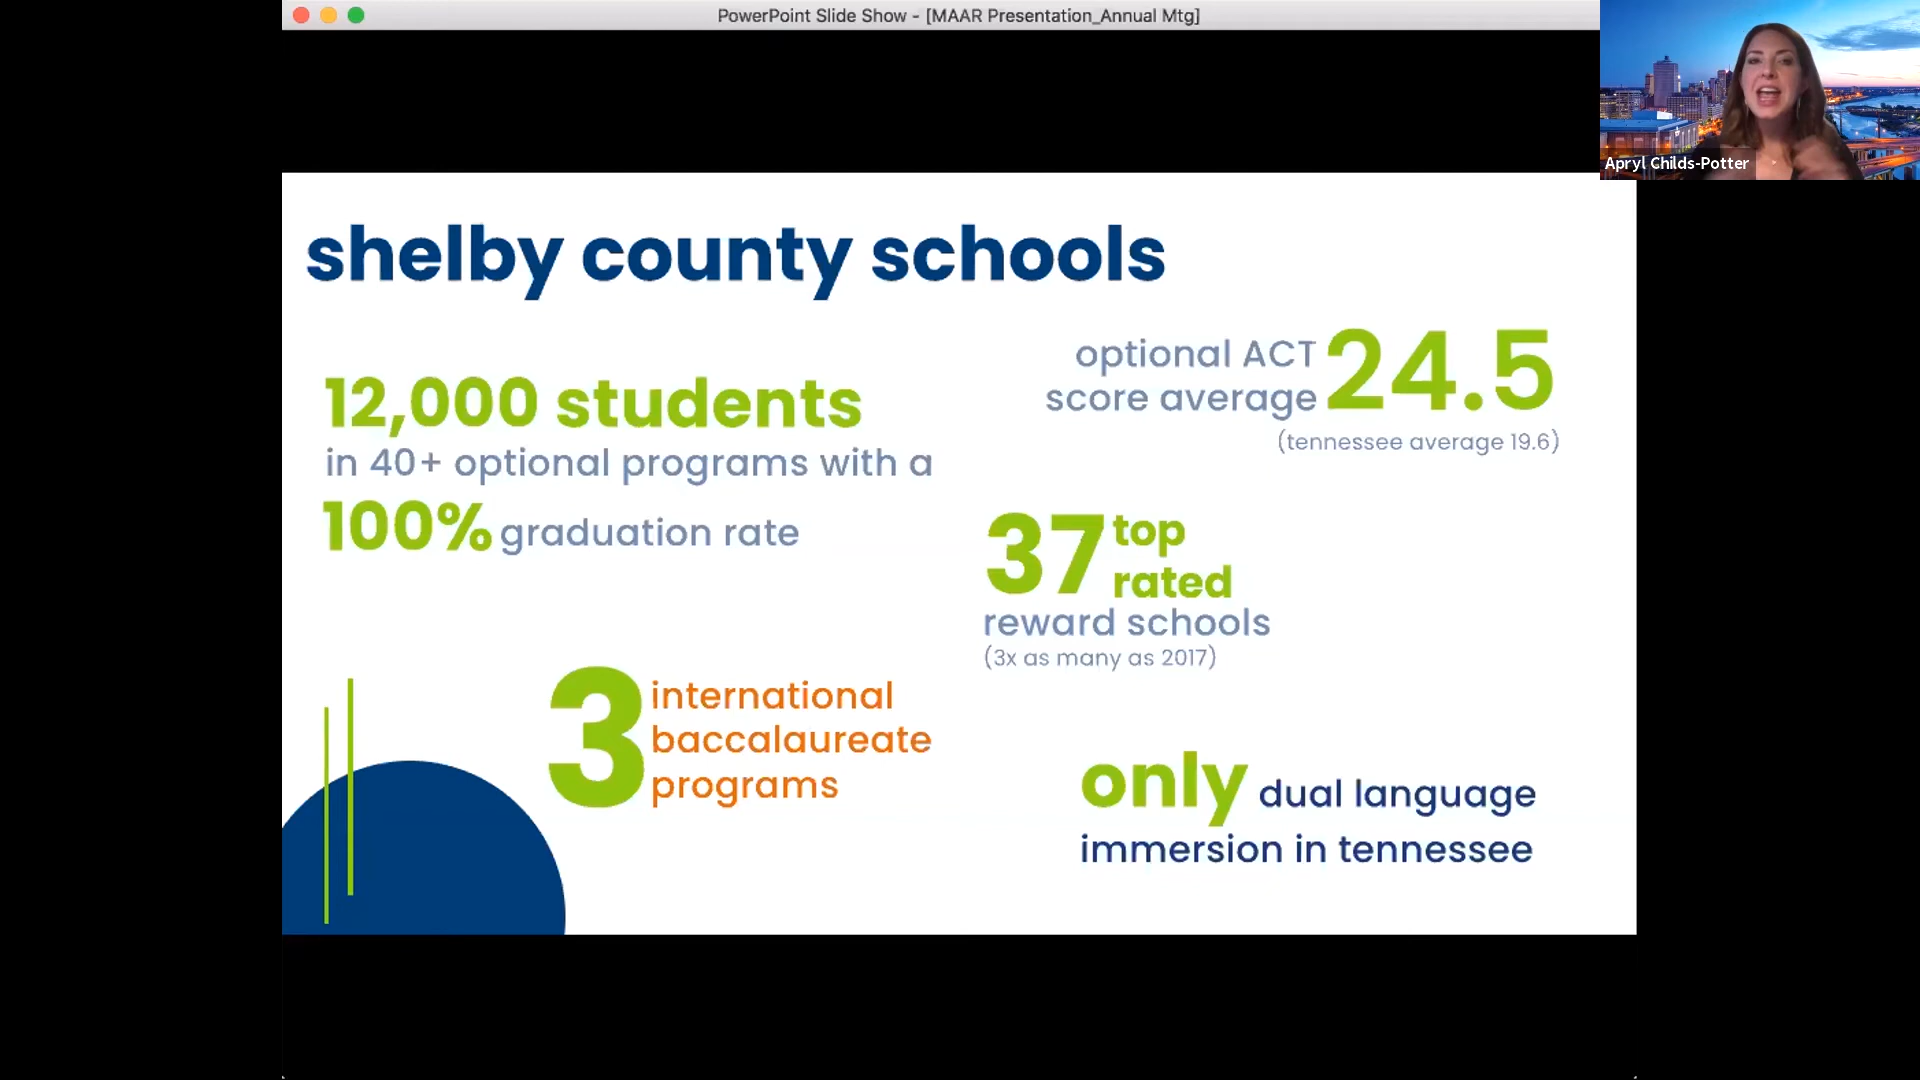 PowerPoint Slide Show - [MAAR Presentation_Annual Mtg]
Apryl Childs-Potter
shelby county schools
12,000 students
in 40+ optional programs with a
100% graduation rate
optional ACT
score average 24.5
(tennessee average 19.6)
37 top
rated
reward schools
(3x as many as 2017)
3 international
baccalaureate
programs
only dual language
immersion in tennessee